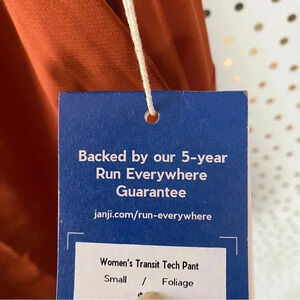 Backed by our 5-year
Run Everywhere
Guarantee
janji.com/run-everywhere
Women's Transit Tech Pant
Small / Foliage
$